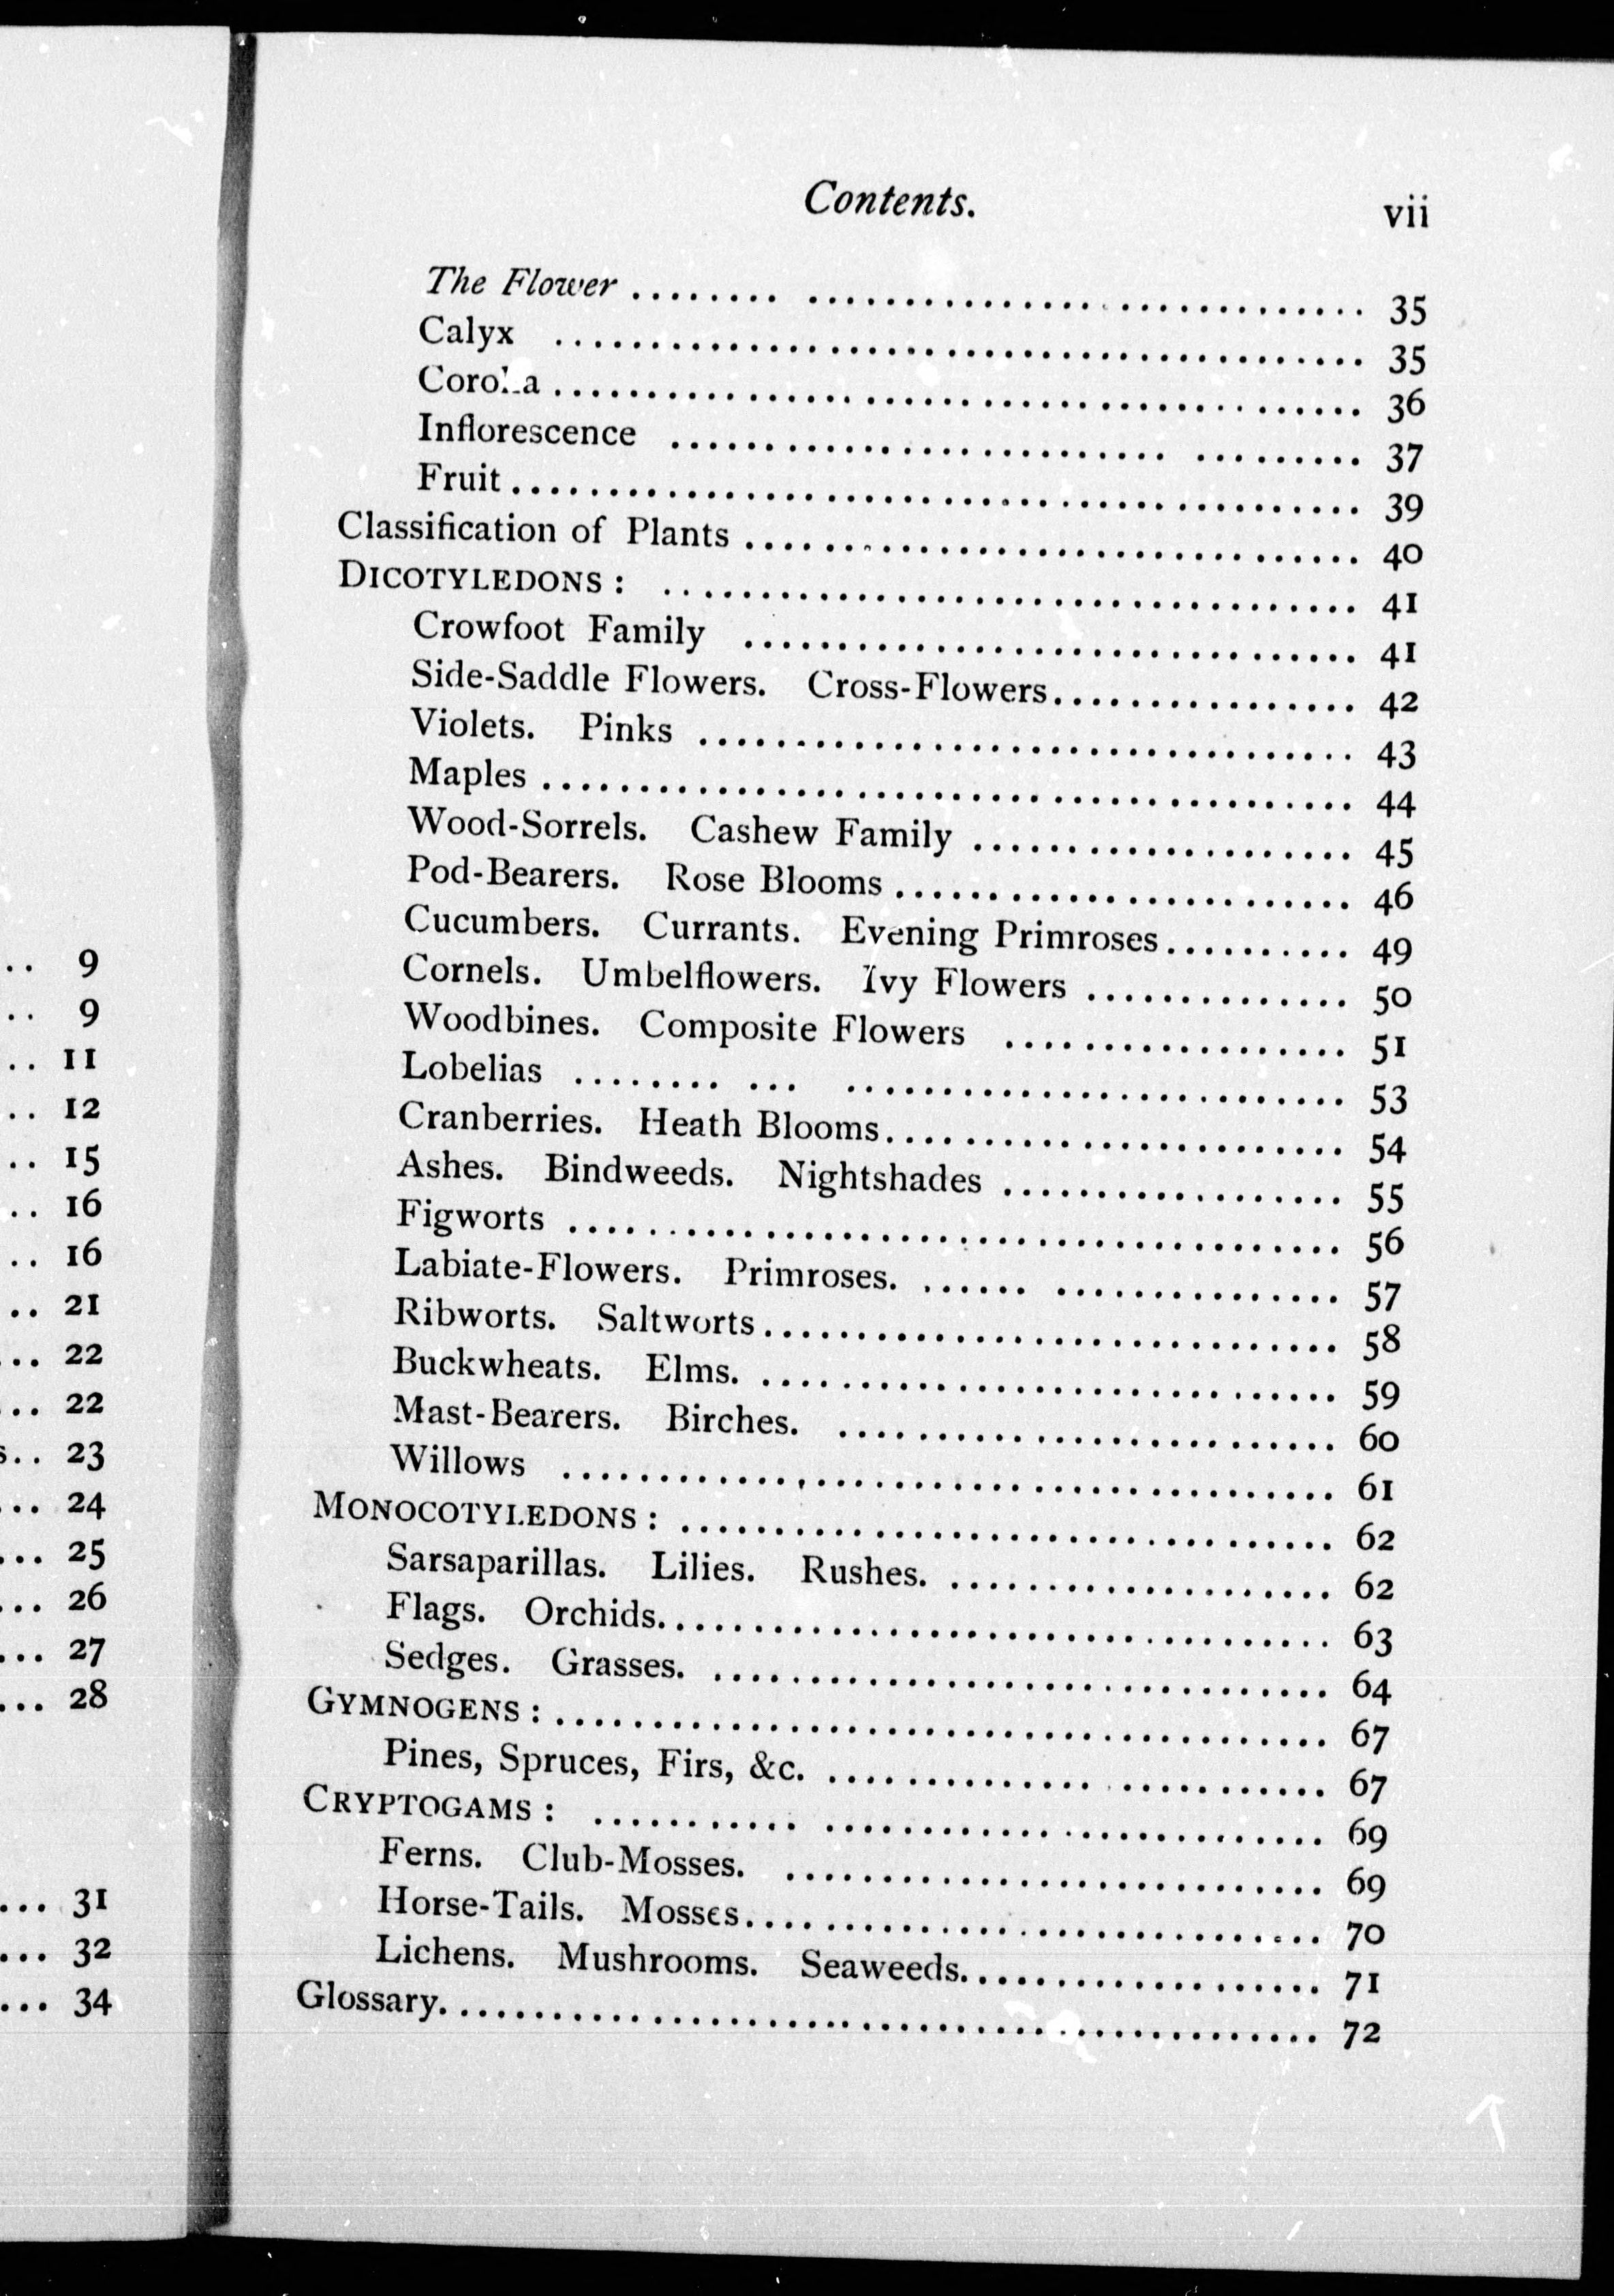 .. 9
.. 9
.. 11
.. 12
.. 15
.. 16
.. 16
.. 21
... 22
... 22
s.. 23
... 24
... 25
... 26
... 27
... 28
... 31
... 32
... 34
Contents. vii
The Flower ........ .................................. 35
Calyx .......................................... 35
Corolla .......................................... 36
Inflorescence .......................... ......... 37
Fruit............................................ 39
Classification of Plants ................................ 40
DICOTYLEDONS : .................................... 41
Crowfoot Family ................................ 41
Side-Saddle Flowers. Cross-Flowers................ 42
Violets. Pinks .................................. 43
Maples .......................................... 44
Wood-Sorrels. Cashew Family .................... 45
Pod-Bearers. Rose Blooms ........................ 46
Cucumbers. Currants. Evening Primroses.......... 49
Cornels. Umbelflowers. Ivy Flowers .............. 50
Woodbines. Composite Flowers .................. 51
Lobelias ........ ... .......................... 53
Cranberries. Heath Blooms........................ 54
Ashes. Bindweeds. Nightshades .................. 55
Figworts ........................................ 56
Labiate-Flowers. Primroses. ...... ............... 57
Ribworts. Saltworts.............................. 58
Buckwheats. Elms. .............................. 59
Mast-Bearers. Birches. .......................... 60
Willows ........................................ 61
MONOCOTYLEDONS : .................................. 62
Sarsaparillas. Lilies. Rushes. .................... 62
Flags. Orchids................................... 63
Sedges. Grasses. ................................ 64
GYMNOGENS : ........................................ 67
Pines, Spruces, Firs, &c. .............. ........... 67
CRYPTOGAMS : ........... .......................... 69
Ferns. Club-Mosses. ............................ 69
Horse-Tails. Mosses.............................. 70
Lichens. Mushrooms. Seaweeds................... 71
Glossary.............................................. 72